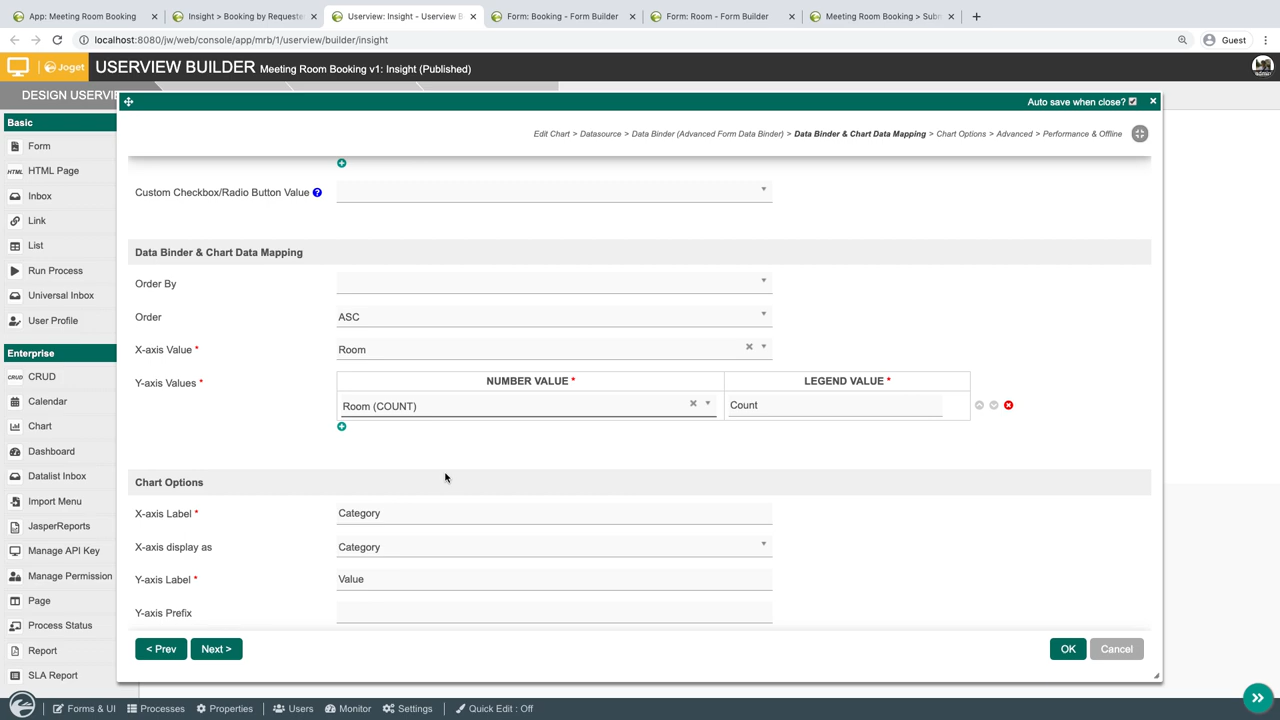 App: Meeting Room Booking
Insight > Booking by Requeste
Userview: Insight - Userview B
Form: Booking - Form Builder
Form: Room - Form Builder
Meeting Room Booking > Subn
localhost:8080/jw/web/console/app/mrb/1/userview/builder/insight
Guest
Joget
USERVIEW BUILDER Meeting Room Booking v1: Insight (Published)
DESIGN USERVIE
Auto save when close?
Edit Chart > Datasource > Data Binder (Advanced Form Data Binder) > Data Binder & Chart Data Mapping > Chart Options > Advanced > Performance & Offline
Basic
Form
HTML HTML Page
Inbox
Link
List
Run Process
Universal Inbox
User Profile
Enterprise
CRUD CRUD
Calendar
Chart
Dashboard
Datalist Inbox
Import Menu
JasperReports
Manage API Key
Manage Permission
Page
Process Status
Report
SLA Report
Custom Checkbox/Radio Button Value ?
Data Binder & Chart Data Mapping
Order By
Order ASC
X-axis Value * Room
Y-axis Values * NUMBER VALUE * LEGEND VALUE *
Room (COUNT) Count
Chart Options
X-axis Label * Category
X-axis display as Category
Y-axis Label * Value
Y-axis Prefix
< Prev Next > OK Cancel
Forms & UI Processes Properties Users Monitor Settings Quick Edit : Off